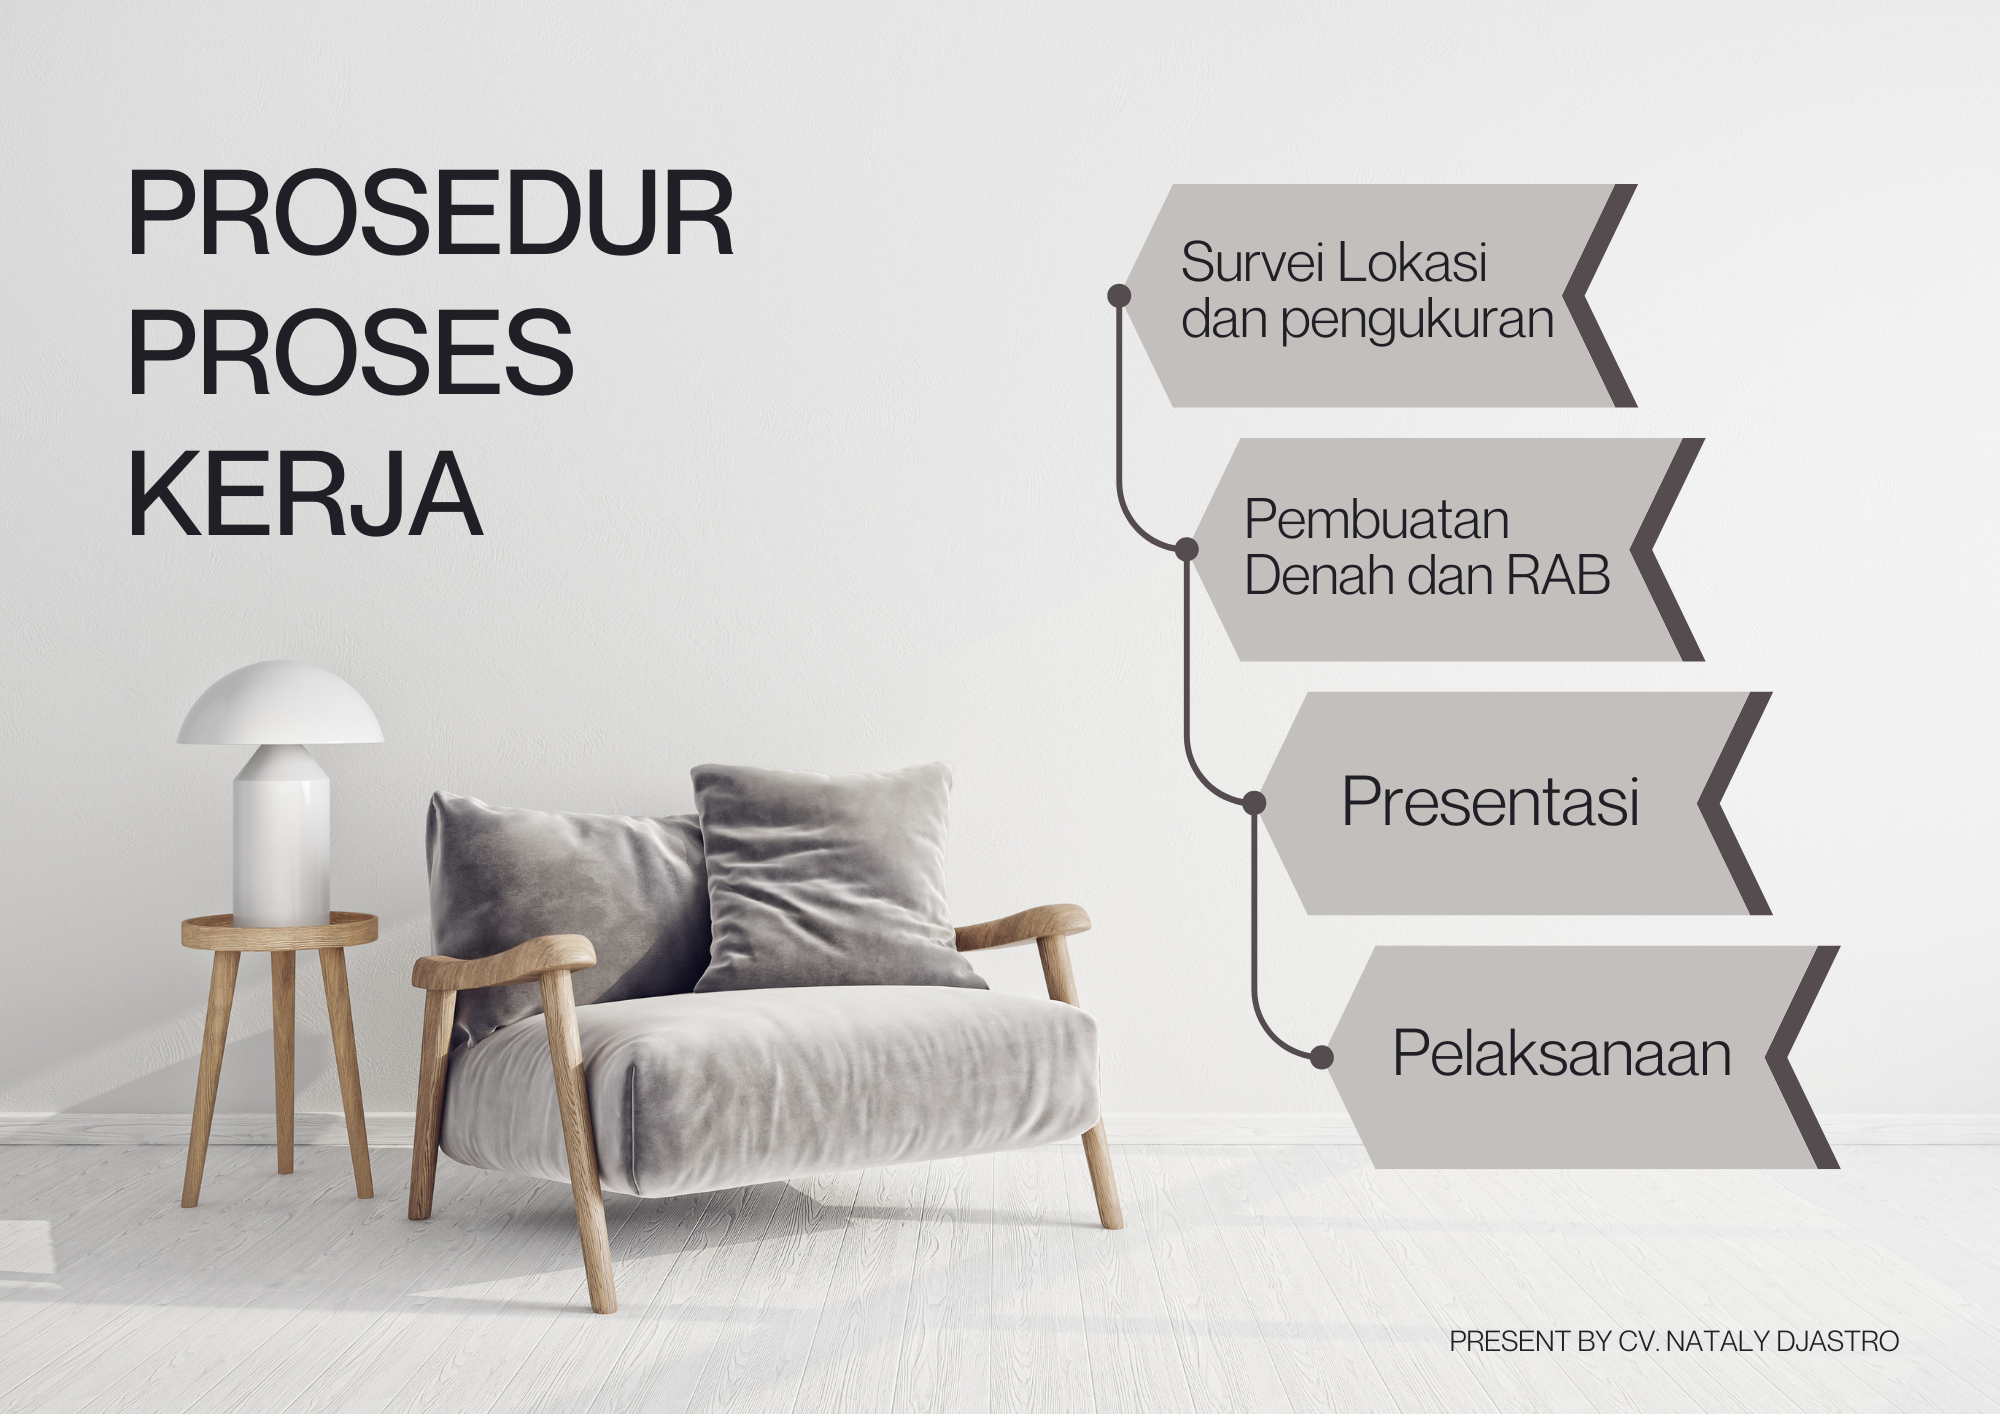 PROSEDUR
PROSES
KERJA
Survei Lokasi
dan pengukuran
Pembuatan
Denah dan RAB
Presentasi
Pelaksanaan
PRESENT BY CV. NATALY DJASTRO